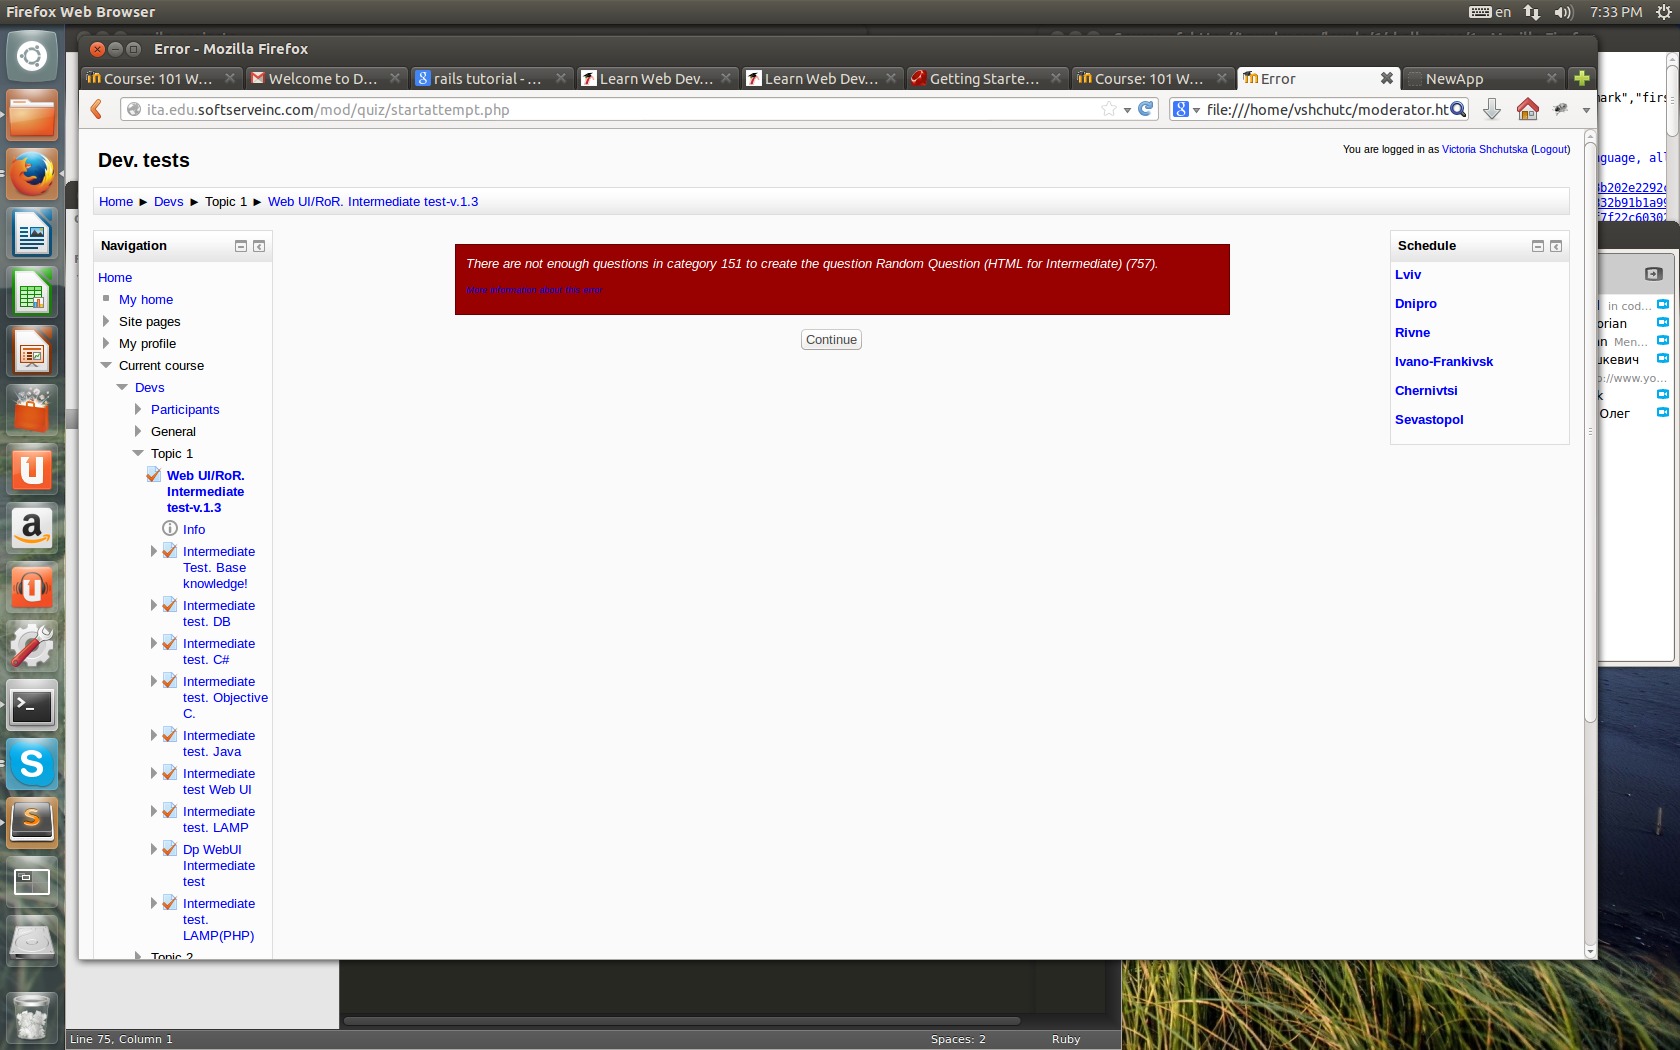 Firefox Web Browser
en
7:33 PM
Error - Mozilla Firefox
Course: 101 W...
Welcome to D...
rails tutorial - ...
Learn Web Dev...
Learn Web Dev...
Getting Starte...
Course: 101 W...
Error
NewApp
ita.edu.softserveinc.com/mod/quiz/startattempt.php
file:///home/vshchutc/moderator.ht
Dev. tests
You are logged in as Victoria Shchutska (Logout)
Home ► Devs ► Topic 1 ► Web UI/RoR. Intermediate test-v.1.3
Navigation
Home
My home
Site pages
My profile
Current course
Devs
Participants
General
Topic 1
Web UI/RoR.
Intermediate
test-v.1.3
Info
Intermediate
Test. Base
knowledge!
Intermediate
test. DB
Intermediate
test. C#
Intermediate
test. Objective
C.
Intermediate
test. Java
Intermediate
test Web UI
Intermediate
test. LAMP
Dp WebUI
Intermediate
test
Intermediate
test.
LAMP(PHP)
Topic 2
There are not enough questions in category 151 to create the question Random Question (HTML for Intermediate) (757).
More information about this error
Continue
Schedule
Lviv
Dnipro
Rivne
Ivano-Frankivsk
Chernivtsi
Sevastopol
mark","firs
nguage, all
3b202e2292c
332b91b1a99
f7f22c60302
in cod...
orian
an Men...
шкевич
p://www.yo...
k
Олег
Line 75, Column 1
Spaces: 2
Ruby